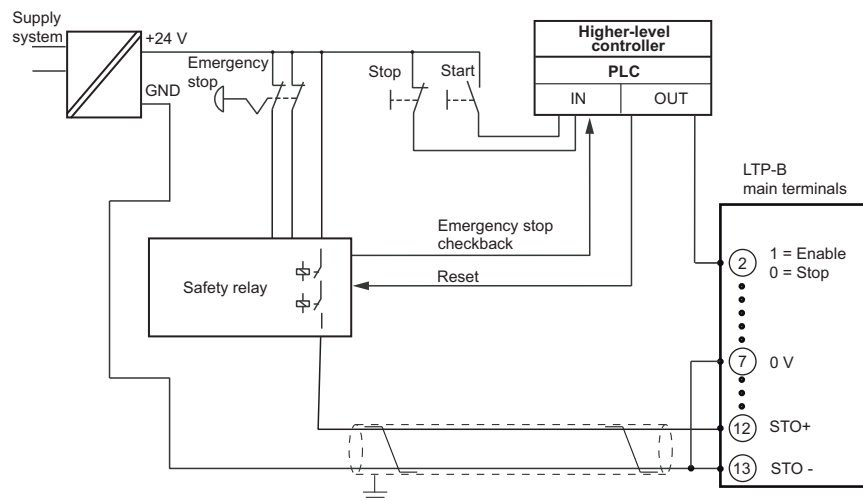 Supply
system
+24 V
GND
Emergency
stop
Stop
Start
Higher-level
controller
PLC
IN
OUT
LTP-B
main terminals
2
1 = Enable
0 = Stop
Emergency stop
checkback
Reset
Safety relay
7
0 V
12
STO+
13
STO -